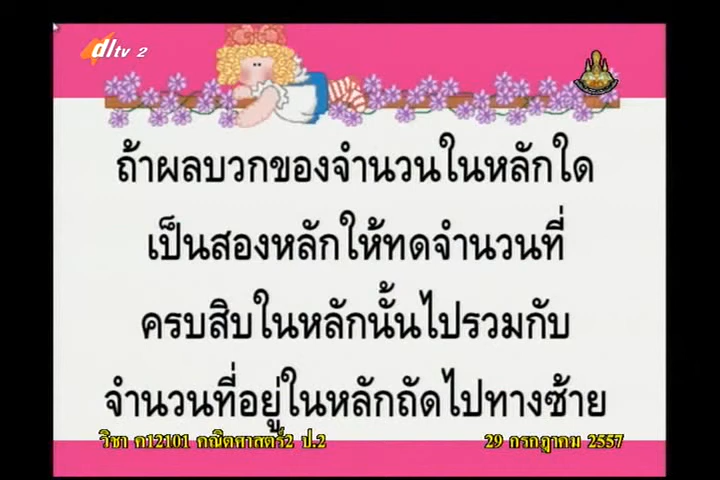 dltv 2
ถ้าผลบวกของจำนวนในหลักใด
เป็นสองหลักให้ทดจำนวนที่
ครบสิบในหลักนั้นไปรวมกับ
จำนวนที่อยู่ในหลักถัดไปทางซ้าย
วิชา ค12101 คณิตศาสตร์2 ป.2
29 กรกฎาคม 2557